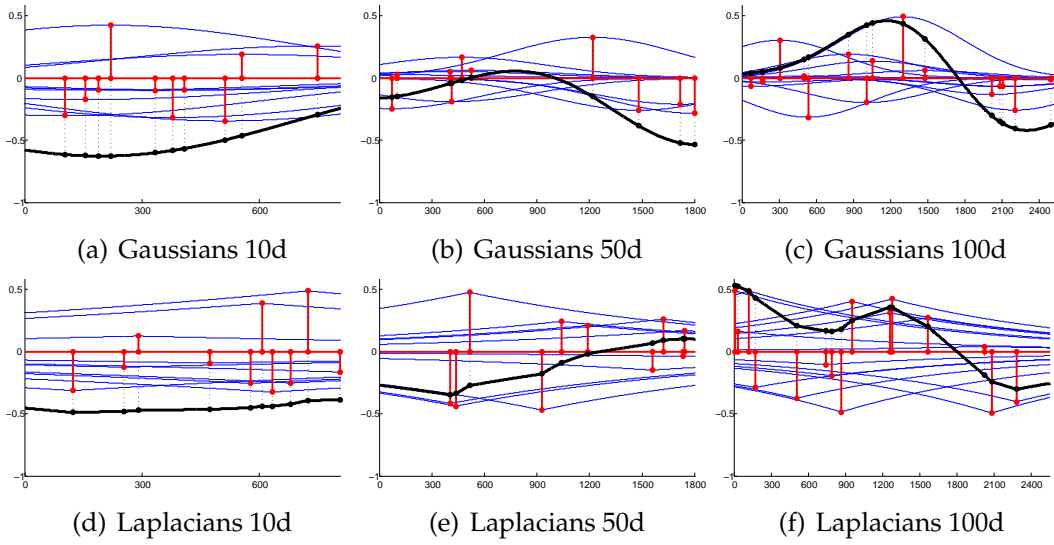 0.5
0
−0.5
−1
0 300 600
(a) Gaussians 10d
0.5
0
−0.5
−1
0 300 600 900 1200 1500 1800
(b) Gaussians 50d
0.5
0
−0.5
−1
0 300 600 900 1200 1500 1800 2100 2400
(c) Gaussians 100d
0.5
0
−0.5
−1
300 600
(d) Laplacians 10d
0.5
0
−0.5
−1
300 600 900 1200 1500 1800
(e) Laplacians 50d
0.5
0
−0.5
−1
0 300 600 900 1200 1500 1800 2100 2400
(f) Laplacians 100d